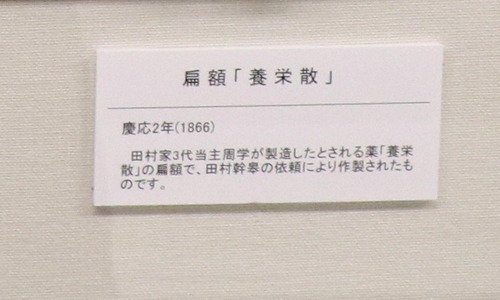 扁額「養栄散」
慶応2年(1866)
田村家3代当主周学が製造したとされる薬「養栄
散」の扁額で、田村幹皐の依頼により作製されたも
のです。